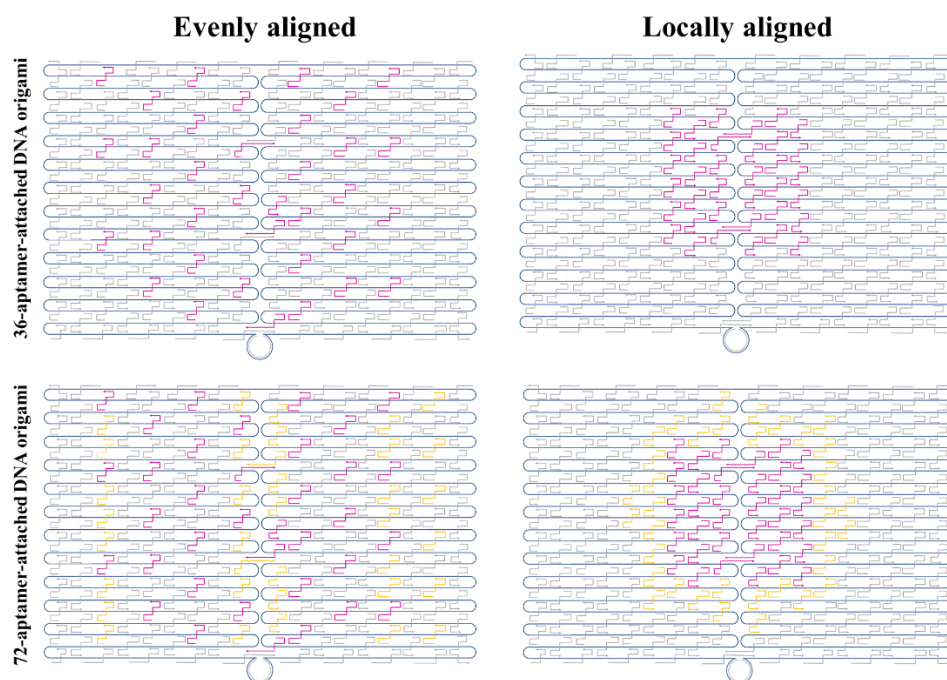 Evenly aligned
Locally aligned
36-aptamer-attached DNA origami
72-aptamer-attached DNA origami